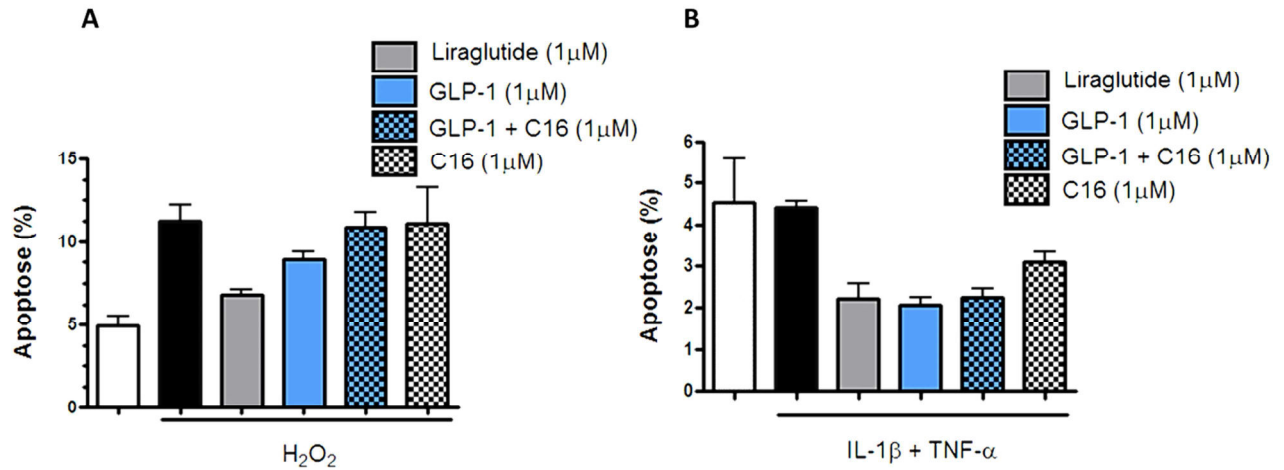 A
Liraglutide (1µM)
GLP-1 (1µM)
GLP-1 + C16 (1µM)
C16 (1µM)
Apoptose (%)
15
10
5
0
H₂O₂
B
Liraglutide (1µM)
GLP-1 (1µM)
GLP-1 + C16 (1µM)
C16 (1µM)
Apoptose (%)
6
5
4
3
2
1
0
IL-1β + TNF-α